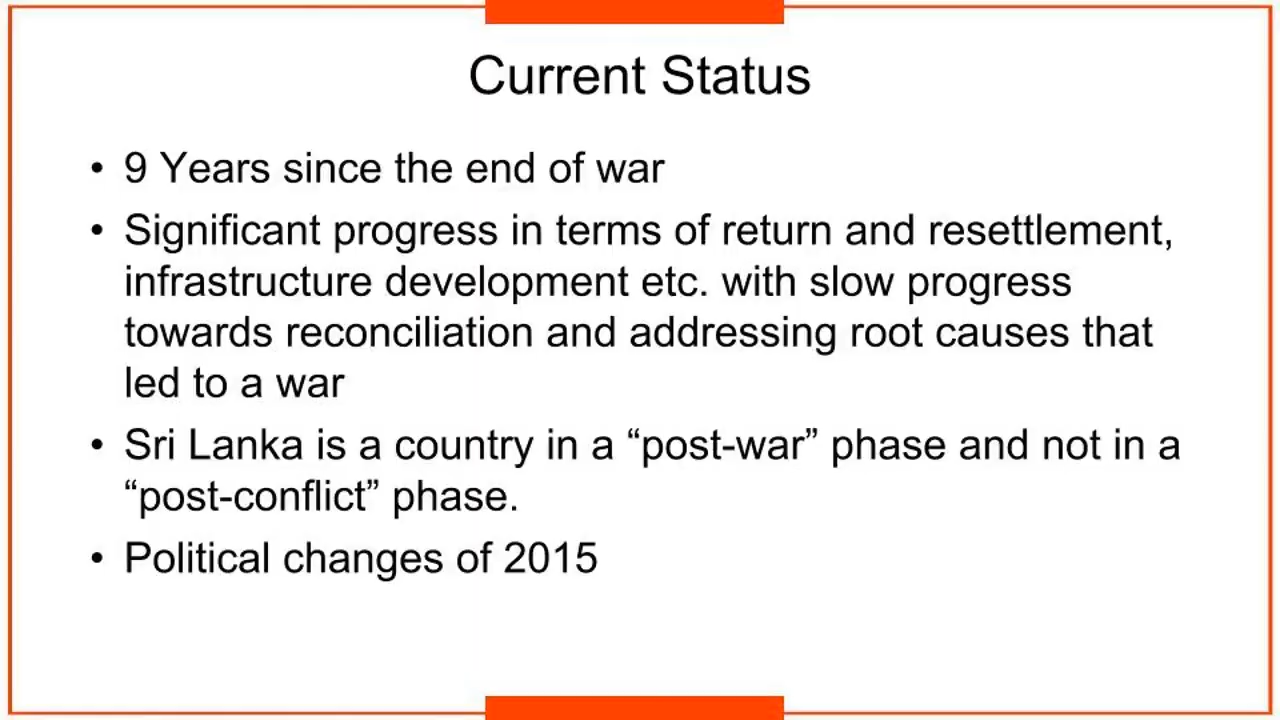 Current Status
• 9 Years since the end of war
• Significant progress in terms of return and resettlement,
infrastructure development etc. with slow progress
towards reconciliation and addressing root causes that
led to a war
• Sri Lanka is a country in a “post-war” phase and not in a
“post-conflict” phase.
• Political changes of 2015